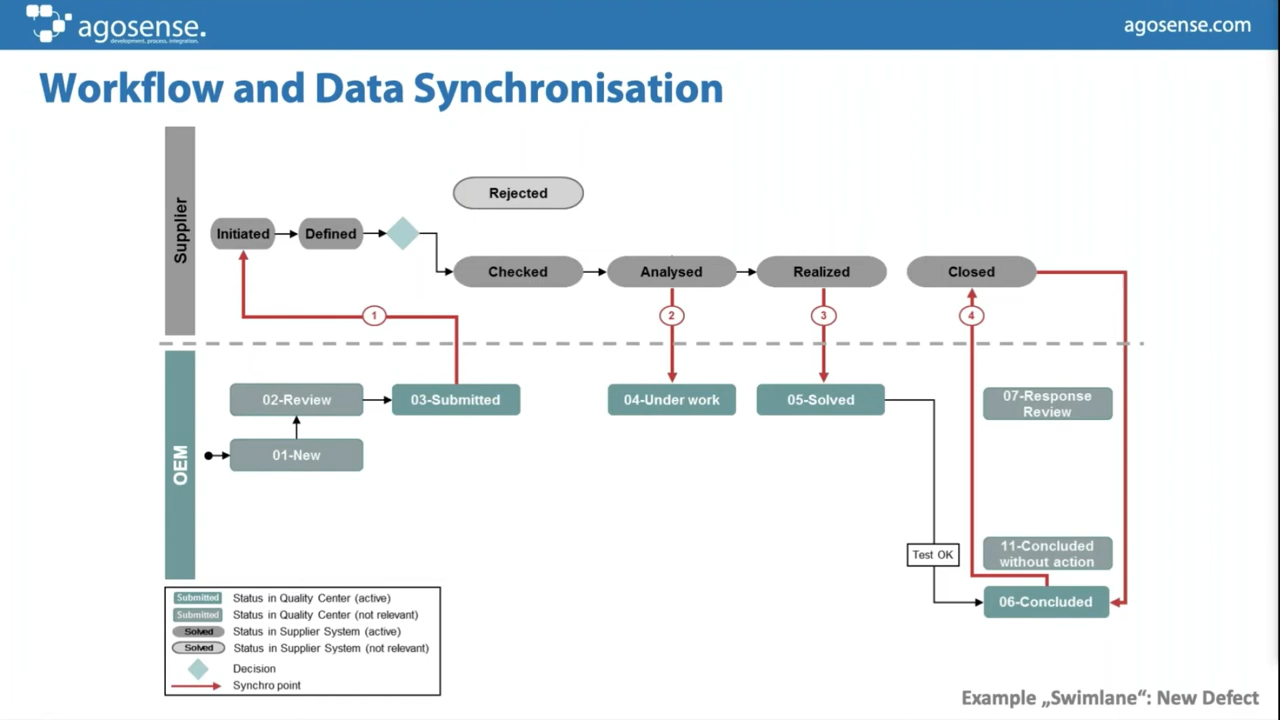 agosense.
development, process, integration.
agosense.com
Workflow and Data Synchronisation
Supplier
Rejected
Initiated
Defined
Checked
Analysed
Realized
Closed
1
2
3
4
OEM
02-Review
03-Submitted
04-Under work
05-Solved
07-Response
Review
01-New
Test OK
11-Concluded
without action
06-Concluded
Submitted Status in Quality Center (active)
Submitted Status in Quality Center (not relevant)
Solved Status in Supplier System (active)
Solved Status in Supplier System (not relevant)
Decision
Synchro point
Example „Swimlane“: New Defect